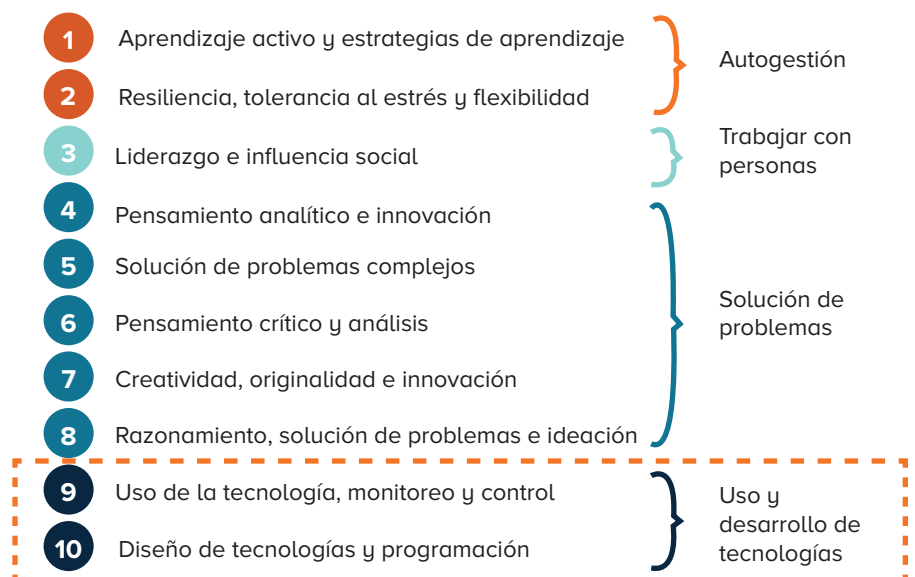 1 Aprendizaje activo y estrategias de aprendizaje
2 Resiliencia, tolerancia al estrés y flexibilidad
Autogestión
3 Liderazgo e influencia social
Trabajar con
personas
4 Pensamiento analítico e innovación
5 Solución de problemas complejos
6 Pensamiento crítico y análisis
7 Creatividad, originalidad e innovación
8 Razonamiento, solución de problemas e ideación
Solución de
problemas
9 Uso de la tecnología, monitoreo y control
10 Diseño de tecnologías y programación
Uso y
desarrollo de
tecnologías